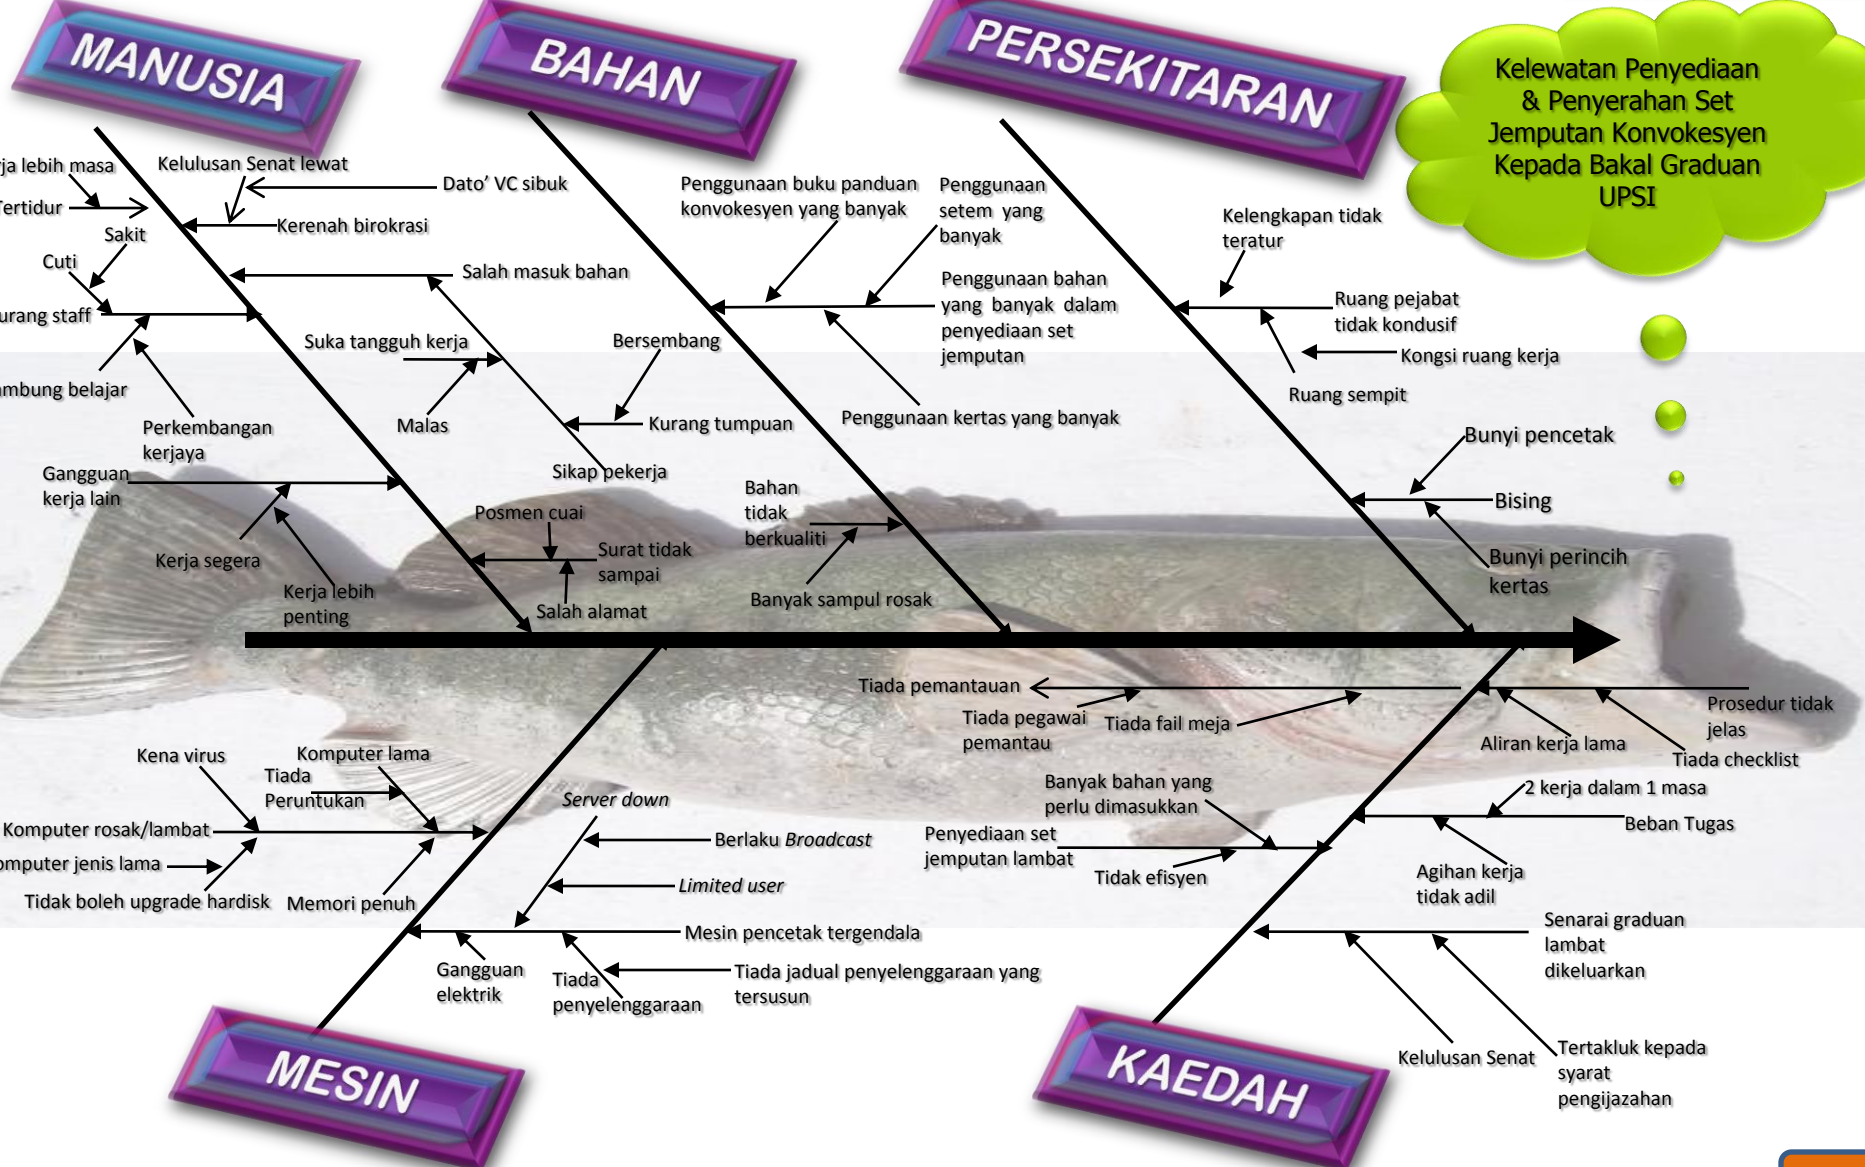 MANUSIA
BAHAN
PERSEKITARAN
Kelewatan Penyediaan
& Penyerahan Set
Jemputan Konvokesyen
Kepada Bakal Graduan
UPSI
lebih masa
Tertidur
Kelulusan Senat lewat
Dato’ VC sibuk
Kerenah birokrasi
Sakit
Cuti
staff
Salah masuk bahan
belajar
Perkembangan
kerjaya
Suka tangguh kerja
Malas
Bersembang
Kurang tumpuan
Sikap pekerja
Gangguan
kerja lain
Kerja segera
Kerja lebih
penting
Posmen cuai
Surat tidak
sampai
Salah alamat
Penggunaan buku panduan
konvokesyen yang banyak
Penggunaan
setem yang
banyak
Penggunaan bahan
yang banyak dalam
penyediaan set
jemputan
Penggunaan kertas yang banyak
Bahan
tidak
berkualiti
Banyak sampul rosak
Kelengkapan tidak
teratur
Ruang pejabat
tidak kondusif
Kongsi ruang kerja
Ruang sempit
Bunyi pencetak
Bising
Bunyi perincih
kertas
Kena virus
Komputer lama
Tiada
Peruntukan
Komputer rosak/lambat
jenis lama
Tidak boleh upgrade hardisk
Memori penuh
Server down
Berlaku Broadcast
Limited user
Mesin pencetak tergendala
Gangguan
elektrik
Tiada
penyelenggaraan
Tiada jadual penyelenggaraan yang
tersusun
Tiada pemantauan
Tiada pegawai
pemantau
Tiada fail meja
Prosedur tidak
jelas
Aliran kerja lama
Tiada checklist
Banyak bahan yang
perlu dimasukkan
Penyediaan set
jemputan lambat
Tidak efisyen
2 kerja dalam 1 masa
Beban Tugas
Agihan kerja
tidak adil
Senarai graduan
lambat
dikeluarkan
Kelulusan Senat
Tertakluk kepada
syarat
pengijazahan
MESIN
KAEDAH